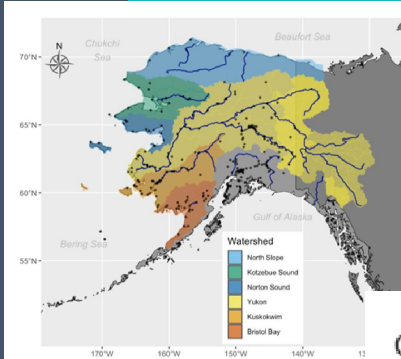 Chukchi
Sea
Beaufort Sea
N
70°N
65°N
60°N
55°N
Bering Sea
Gulf of Alaska
Watershed
North Slope
Kotzebue Sound
Norton Sound
Yukon
Kuskokwim
Bristol Bay
170°W
160°W
150°W
140°W